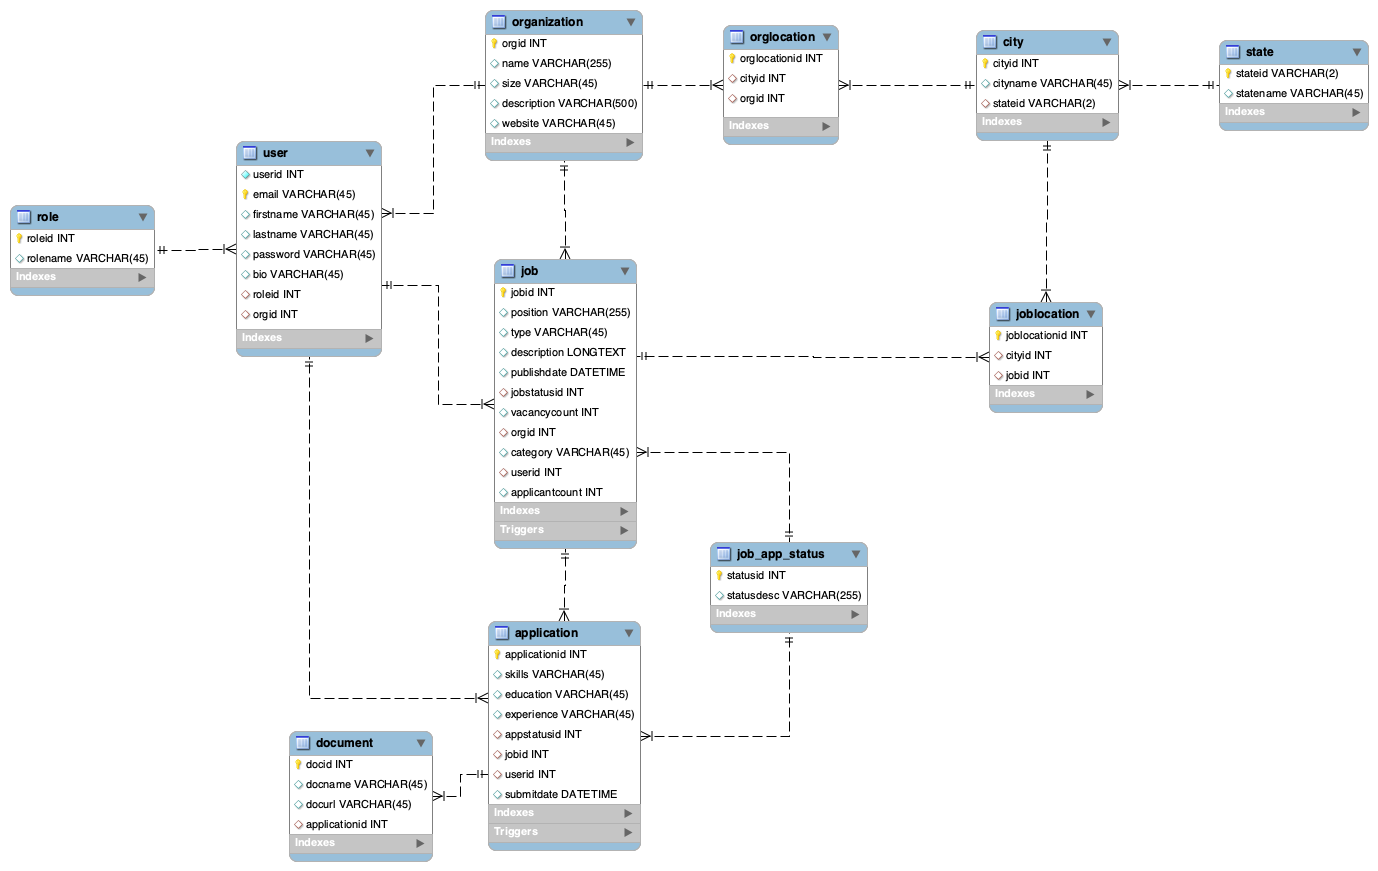 organization
orgid INT
name VARCHAR(255)
size VARCHAR(45)
description VARCHAR(500)
website VARCHAR(45)
Indexes
orglocation
orglocationid INT
cityid INT
orgid INT
Indexes
city
cityid INT
cityname VARCHAR(45)
stateid VARCHAR(2)
Indexes
state
stateid VARCHAR(2)
statename VARCHAR(45)
Indexes
user
userid INT
email VARCHAR(45)
firstname VARCHAR(45)
lastname VARCHAR(45)
password VARCHAR(45)
bio VARCHAR(45)
roleid INT
orgid INT
Indexes
role
roleid INT
rolename VARCHAR(45)
Indexes
job
jobid INT
position VARCHAR(255)
type VARCHAR(45)
description LONGTEXT
publishdate DATETIME
jobstatusid INT
vacancycount INT
orgid INT
category VARCHAR(45)
userid INT
applicantcount INT
Indexes
Triggers
joblocation
joblocationid INT
cityid INT
jobid INT
Indexes
job_app_status
statusid INT
statusdesc VARCHAR(255)
Indexes
application
applicationid INT
skills VARCHAR(45)
education VARCHAR(45)
experience VARCHAR(45)
appstatusid INT
jobid INT
userid INT
submitdate DATETIME
Indexes
Triggers
document
docid INT
docname VARCHAR(45)
docurl VARCHAR(45)
applicationid INT
Indexes